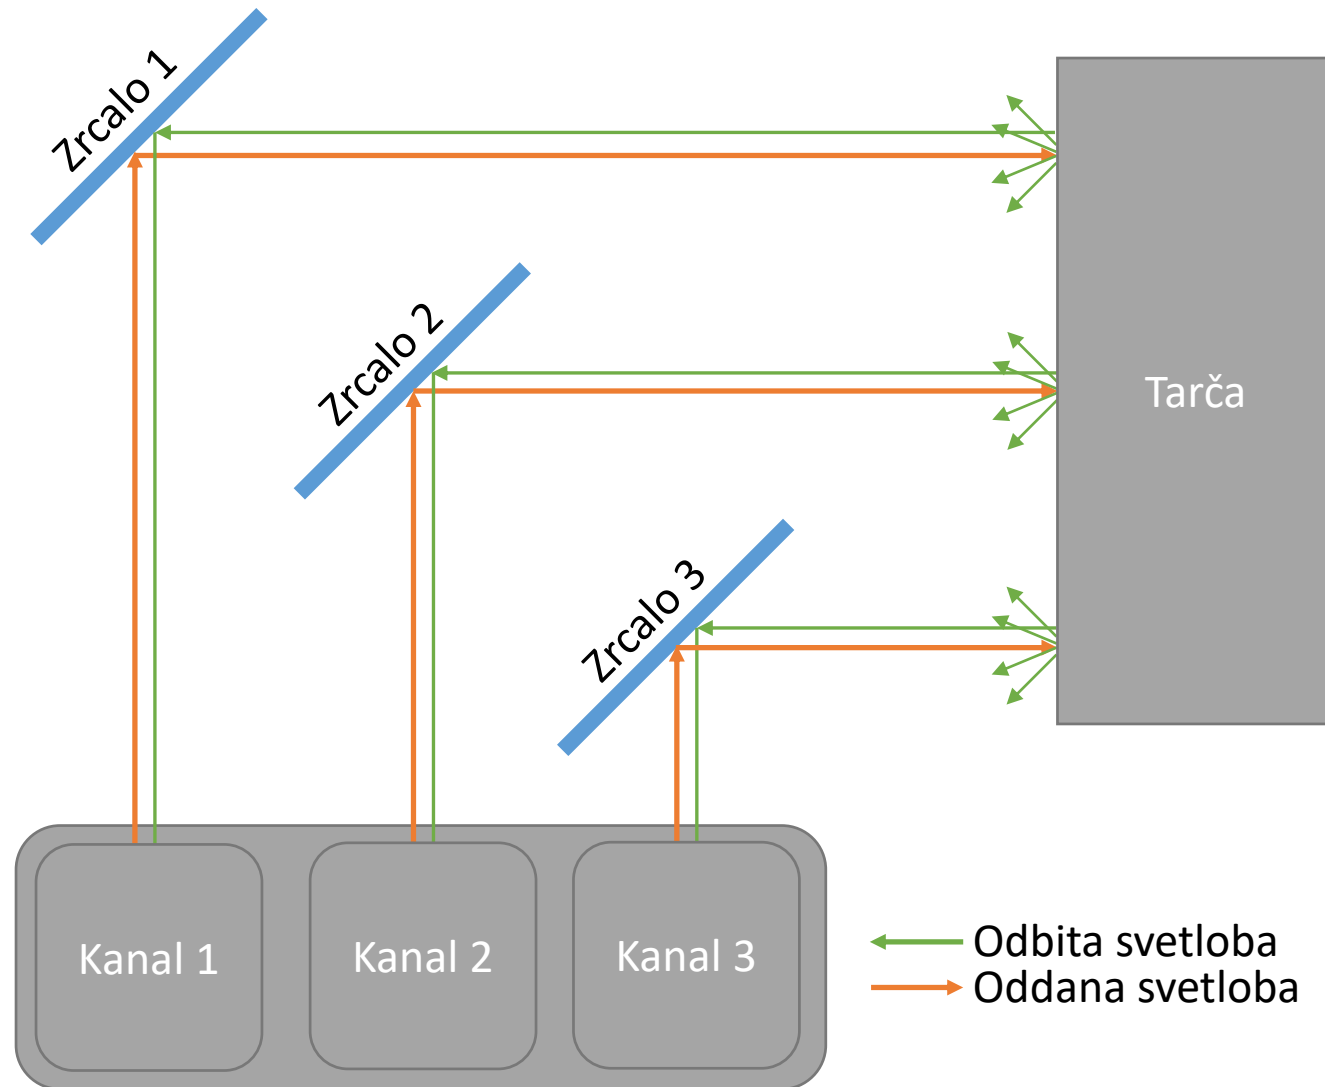 Zrcalo 1
Zrcalo 2
Tarča
Zrcalo 3
Kanal 1
Kanal 2
Kanal 3
Odbita svetloba
Oddana svetloba